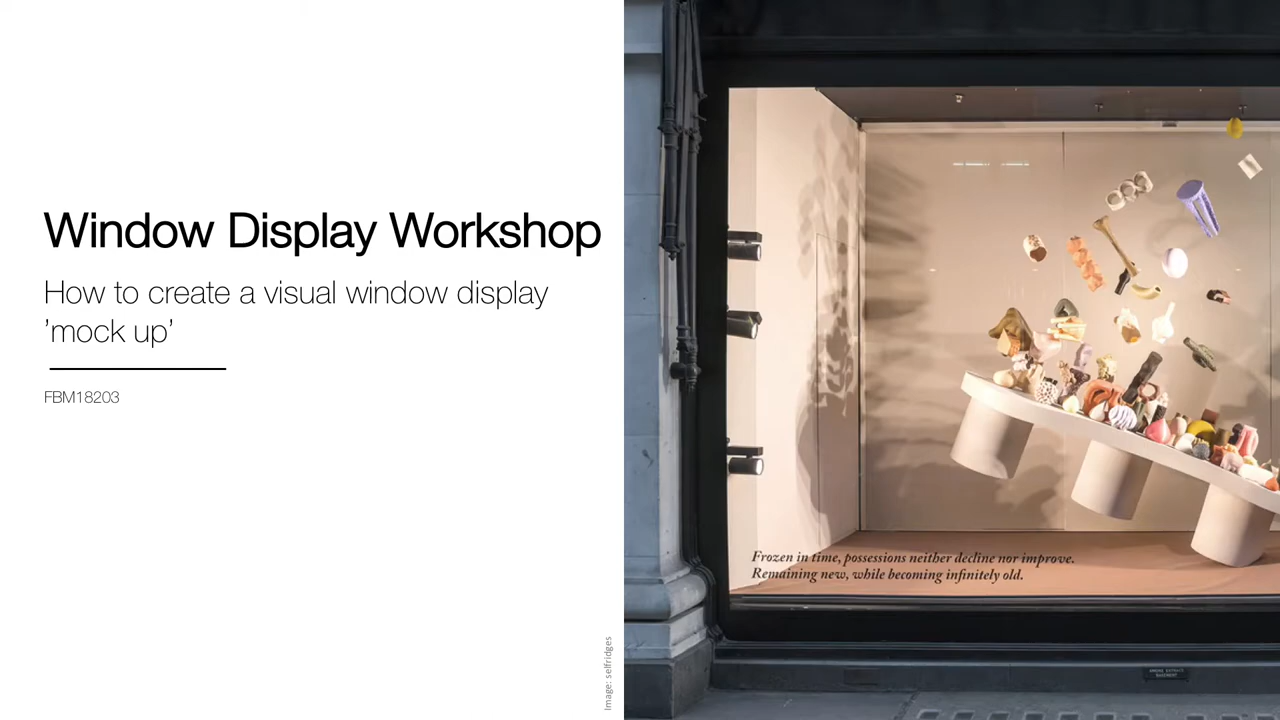 Window Display Workshop
How to create a visual window display
’mock up’
FBM18203
Image: selfridges
Frozen in time, possessions neither decline nor improve.
Remaining new, while becoming infinitely old.